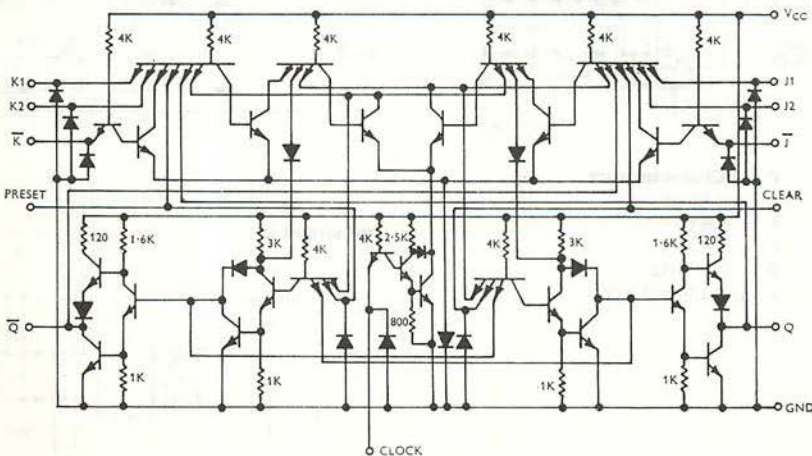 VCC
4K 4K 4K 4K 4K
K1 J1
K2 J2
K̅ J̅
PRESET CLEAR
120 1·6K 3K 4K 4K 2·5K 4K 3K 1·6K 120
Q̅ Q
800
1K 1K 1K 1K
GND
CLOCK